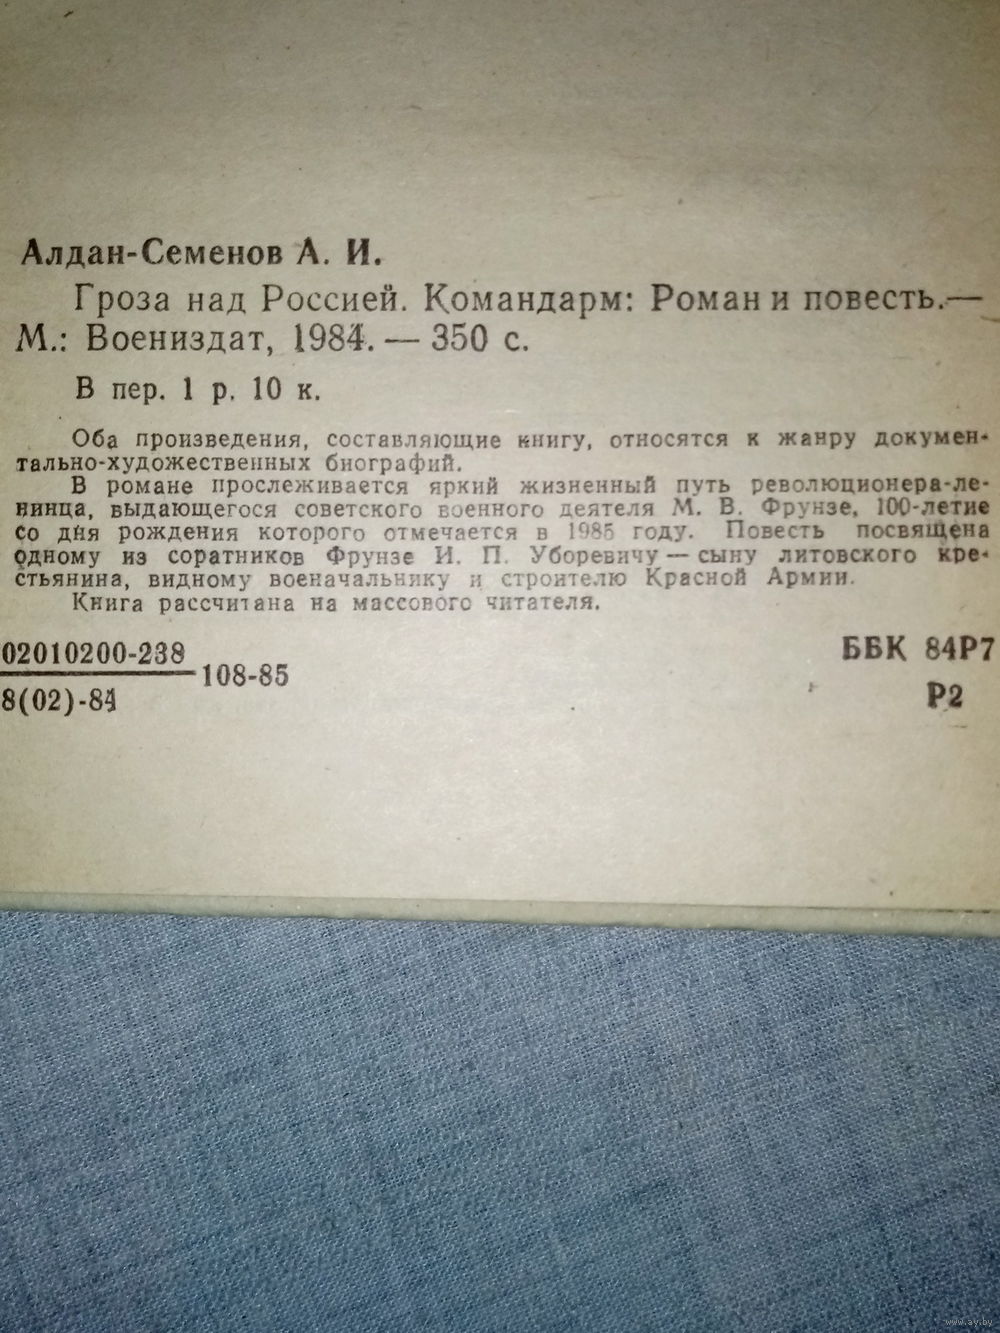 Алдан-Семенов А. И.
Гроза над Россией. Командарм: Роман и повесть.—
М.: Воениздат, 1984. — 350 с.
В пер. 1 р. 10 к.
Оба произведения, составляющие книгу, относятся к жанру докумен-
тально-художественных биографий.
В романе прослеживается яркий жизненный путь революционера-ле-
нинца, выдающегося советского военного деятеля М. В. Фрунзе, 100-летие
со дня рождения которого отмечается в 1985 году. Повесть посвящена
одному из соратников Фрунзе И. П. Уборевичу — сыну литовского кре-
стьянина, видному военачальнику и строителю Красной Армии.
Книга рассчитана на массового читателя.
02010200-238
108-85
8(02)-84
ББК 84Р7
Р2
www.ay.by